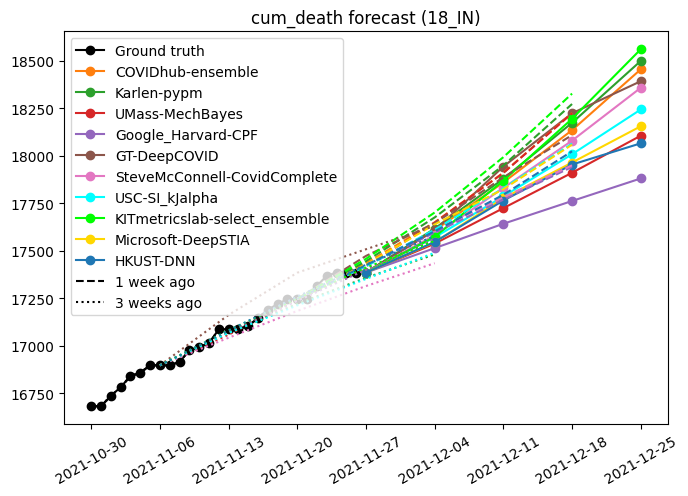 cum_death forecast (18_IN)
18500
18250
18000
17750
17500
17250
17000
16750
Ground truth
COVIDhub-ensemble
Karlen-pypm
UMass-MechBayes
Google_Harvard-CPF
GT-DeepCOVID
SteveMcConnell-CovidComplete
USC-SI_kJalpha
KITmetricslab-select_ensemble
Microsoft-DeepSTIA
HKUST-DNN
1 week ago
3 weeks ago
2021-10-30
2021-11-06
2021-11-13
2021-11-20
2021-11-27
2021-12-04
2021-12-11
2021-12-18
2021-12-25